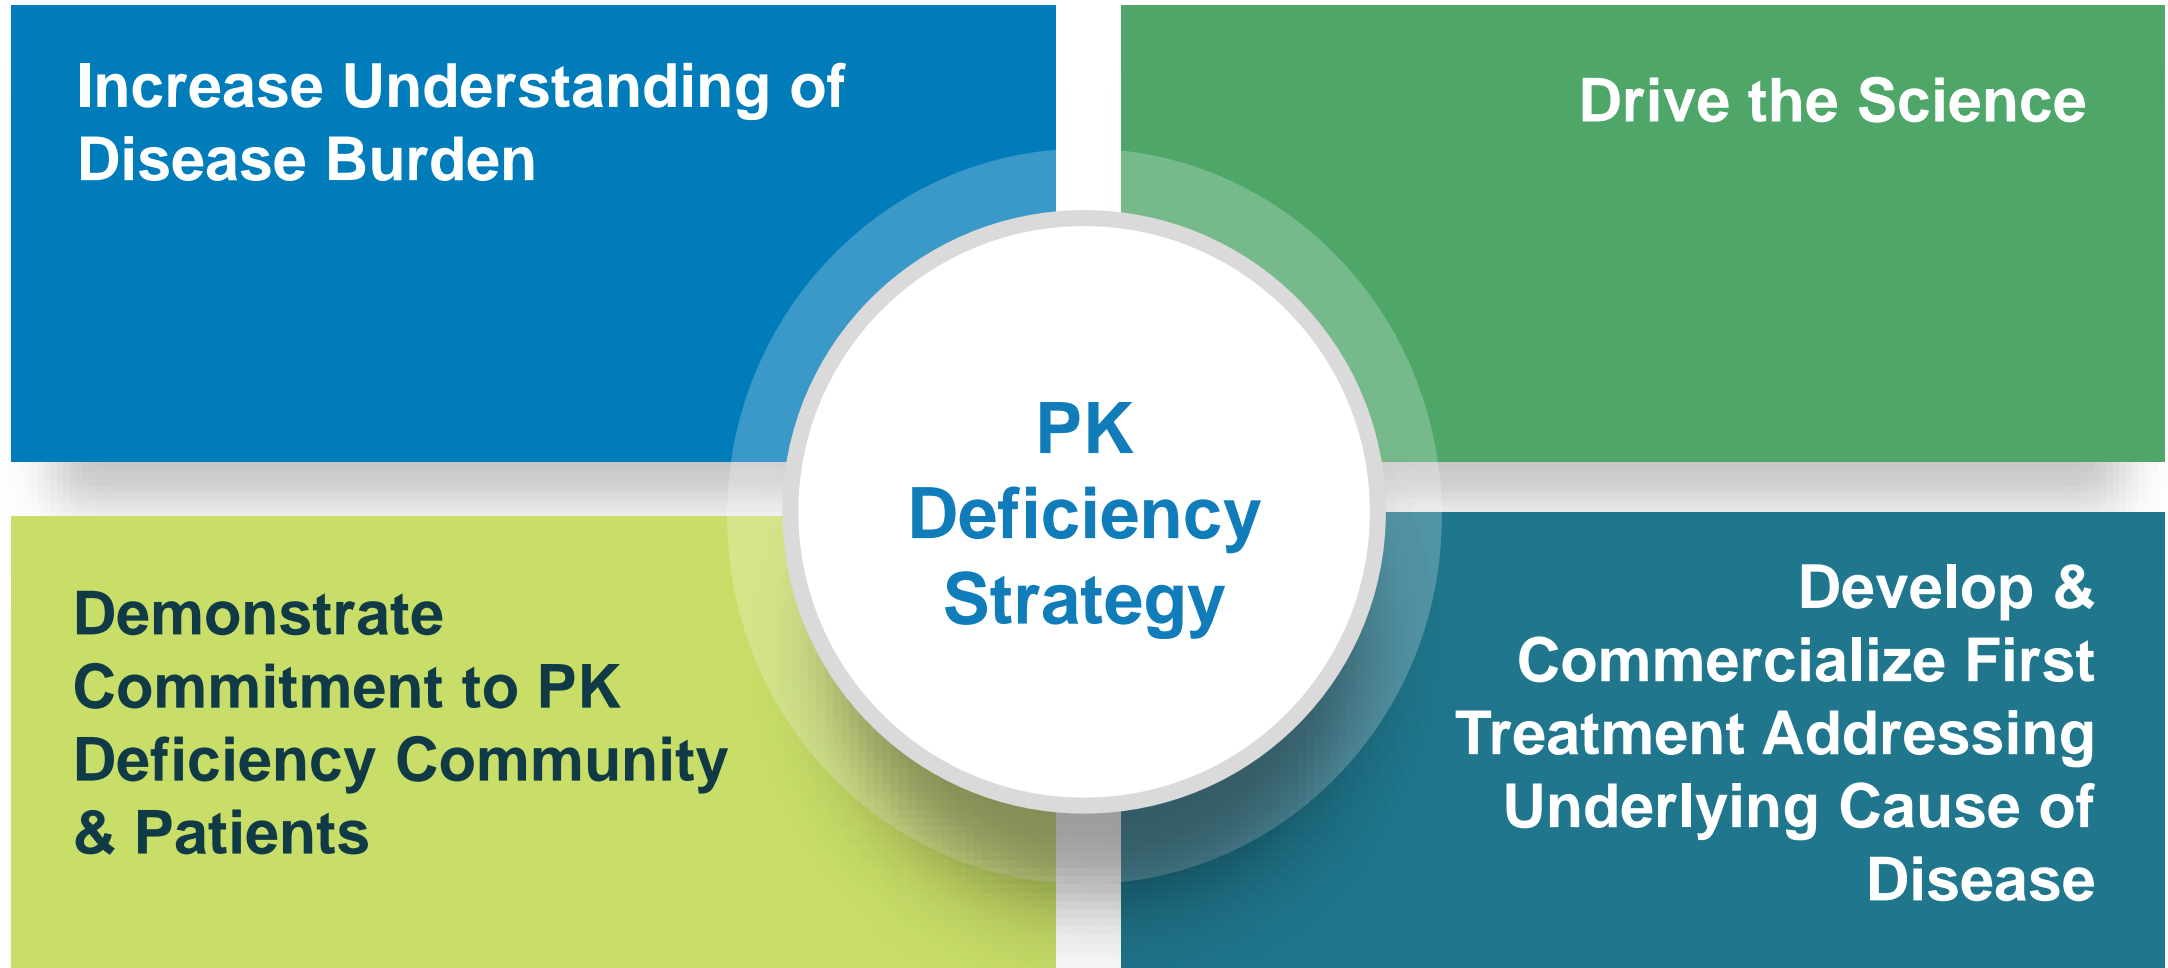 Increase Understanding of
Disease Burden
Drive the Science
PK
Deficiency
Strategy
Demonstrate
Commitment to PK
Deficiency Community
& Patients
Develop &
Commercialize First
Treatment Addressing
Underlying Cause of
Disease